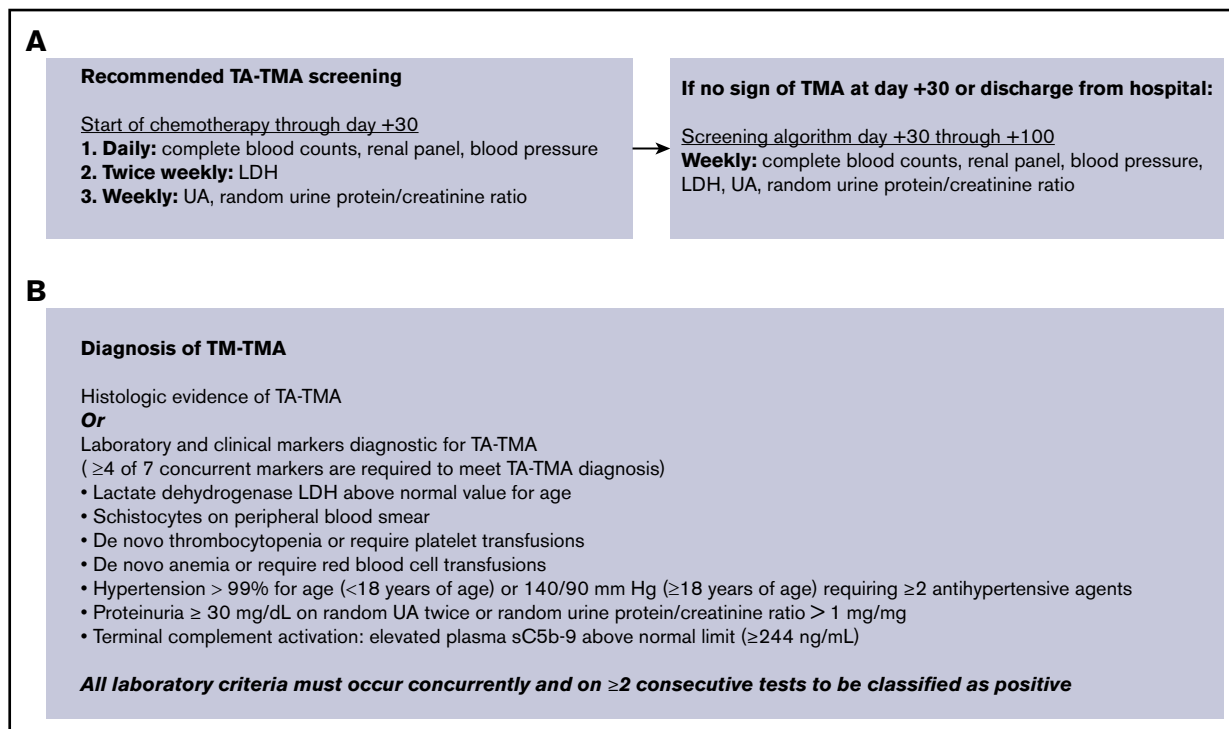 A
Recommended TA-TMA screening
Start of chemotherapy through day +30
1. Daily: complete blood counts, renal panel, blood pressure
2. Twice weekly: LDH
3. Weekly: UA, random urine protein/creatinine ratio
If no sign of TMA at day +30 or discharge from hospital:
Screening algorithm day +30 through +100
Weekly: complete blood counts, renal panel, blood pressure,
LDH, UA, random urine protein/creatinine ratio
B
Diagnosis of TM-TMA
Histologic evidence of TA-TMA
Or
Laboratory and clinical markers diagnostic for TA-TMA
( ≥4 of 7 concurrent markers are required to meet TA-TMA diagnosis)
• Lactate dehydrogenase LDH above normal value for age
• Schistocytes on peripheral blood smear
• De novo thrombocytopenia or require platelet transfusions
• De novo anemia or require red blood cell transfusions
• Hypertension > 99% for age (<18 years of age) or 140/90 mm Hg (≥18 years of age) requiring ≥2 antihypertensive agents
• Proteinuria ≥ 30 mg/dL on random UA twice or random urine protein/creatinine ratio > 1 mg/mg
• Terminal complement activation: elevated plasma sC5b-9 above normal limit (≥244 ng/mL)
All laboratory criteria must occur concurrently and on ≥2 consecutive tests to be classified as positive